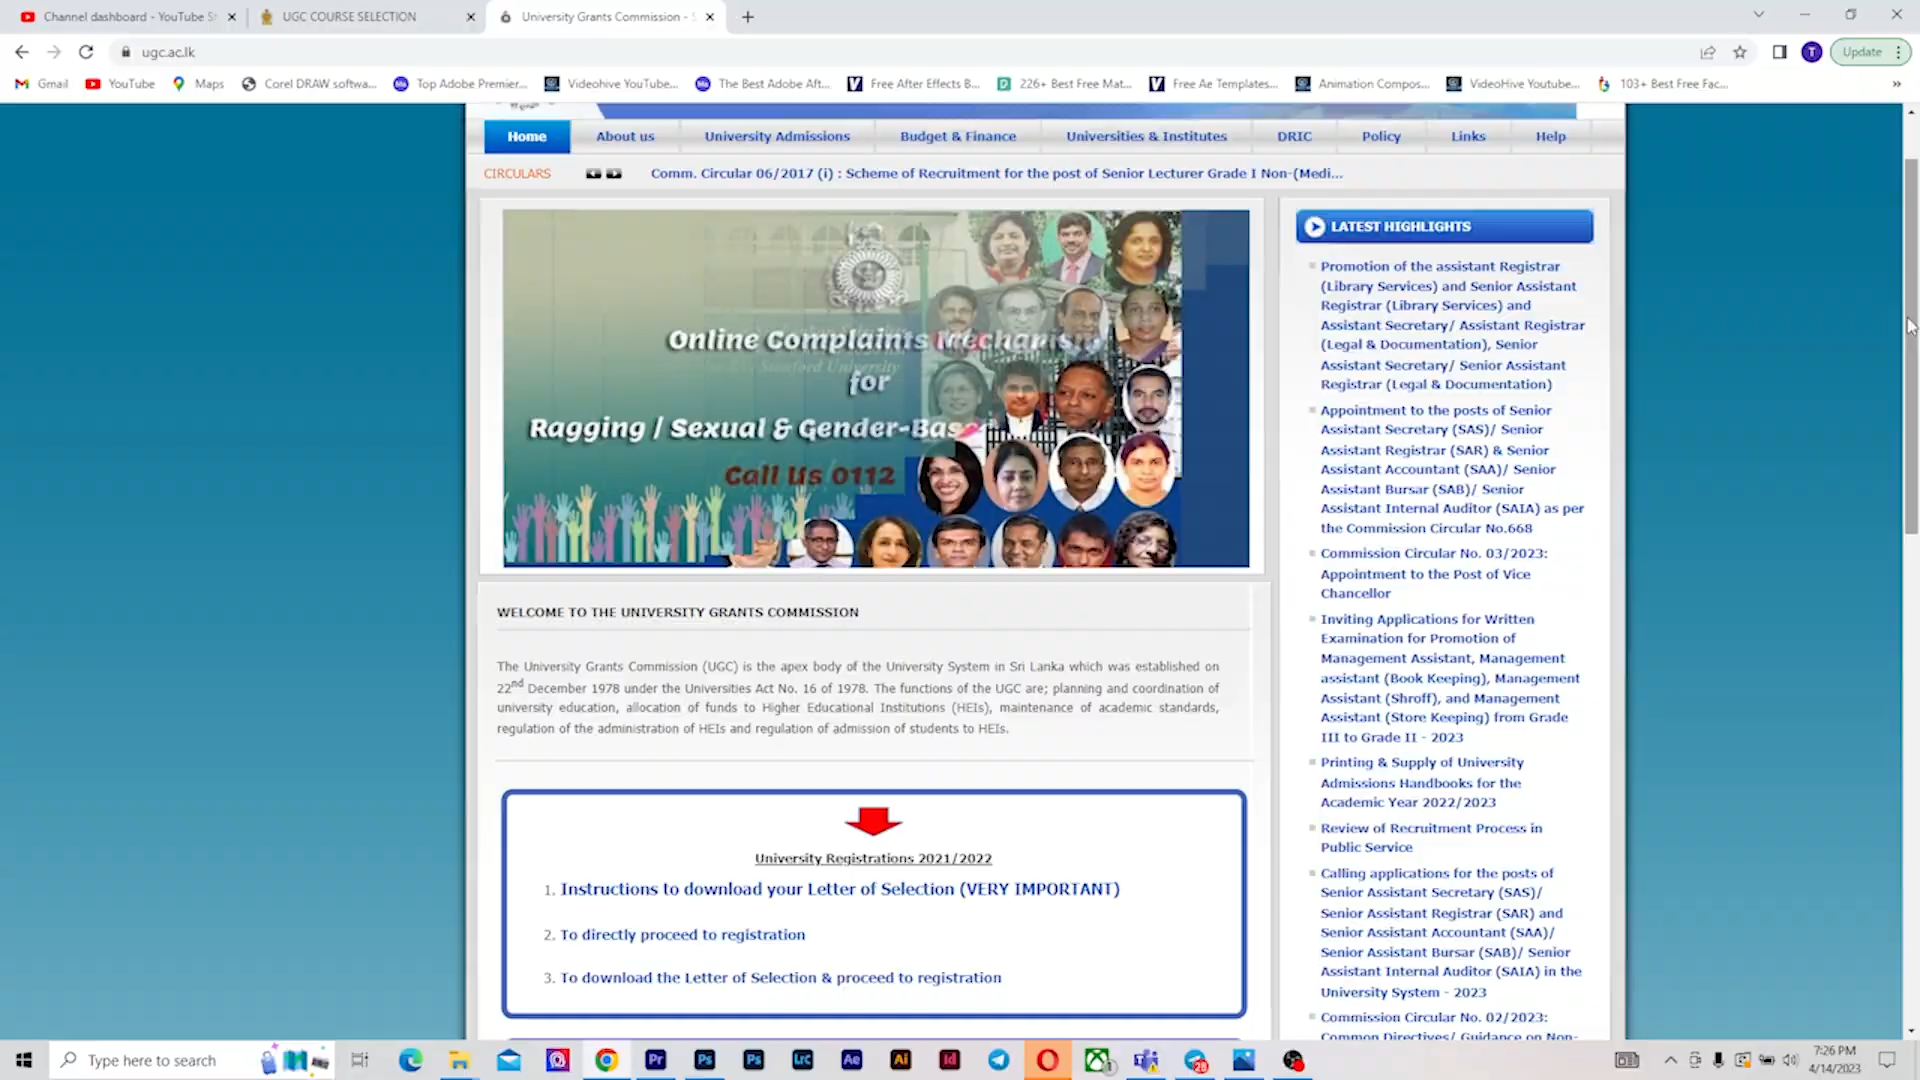 Channel dashboard - YouTube S
UGC COURSE SELECTION
University Grants Commission -
ugc.ac.lk
Update
Gmail
YouTube
Maps
Corel DRAW softwa...
Top Adobe Premier...
Videohive YouTube...
The Best Adobe Aft...
Free After Effects B...
226+ Best Free Mat...
Free Ae Templates...
Animation Compos...
VideoHive Youtube...
103+ Best Free Fac...
Home
About us
University Admissions
Budget & Finance
Universities & Institutes
DRIC
Policy
Links
Help
CIRCULARS
Comm. Circular 06/2017 (i) : Scheme of Recruitment for the post of Senior Lecturer Grade I Non-(Medi...
Online Complaints Mechanism
for
Ragging / Sexual & Gender-Based
Call Us 0112
WELCOME TO THE UNIVERSITY GRANTS COMMISSION
The University Grants Commission (UGC) is the apex body of the University System in Sri Lanka which was established on
22nd December 1978 under the Universities Act No. 16 of 1978. The functions of the UGC are; planning and coordination of
university education, allocation of funds to Higher Educational Institutions (HEIs), maintenance of academic standards,
regulation of the administration of HEIs and regulation of admission of students to HEIs.
University Registrations 2021/2022
1. Instructions to download your Letter of Selection (VERY IMPORTANT)
2. To directly proceed to registration
3. To download the Letter of Selection & proceed to registration
LATEST HIGHLIGHTS
Promotion of the assistant Registrar
(Library Services) and Senior Assistant
Registrar (Library Services) and
Assistant Secretary/ Assistant Registrar
(Legal & Documentation), Senior
Assistant Secretary/ Senior Assistant
Registrar (Legal & Documentation)
Appointment to the posts of Senior
Assistant Secretary (SAS)/ Senior
Assistant Registrar (SAR) & Senior
Assistant Accountant (SAA)/ Senior
Assistant Bursar (SAB)/ Senior
Assistant Internal Auditor (SAIA) as per
the Commission Circular No.668
Commission Circular No. 03/2023:
Appointment to the Post of Vice
Chancellor
Inviting Applications for Written
Examination for Promotion of
Management Assistant, Management
assistant (Book Keeping), Management
Assistant (Shroff), and Management
Assistant (Store Keeping) from Grade
III to Grade II - 2023
Printing & Supply of University
Admissions Handbooks for the
Academic Year 2022/2023
Review of Recruitment Process in
Public Service
Calling applications for the posts of
Senior Assistant Secretary (SAS)/
Senior Assistant Registrar (SAR) and
Senior Assistant Accountant (SAA)/
Senior Assistant Bursar (SAB)/ Senior
Assistant Internal Auditor (SAIA) in the
University System - 2023
Commission Circular No. 02/2023:
Common Directives/ Guidance on Non-
Type here to search
7:26 PM
4/14/2023